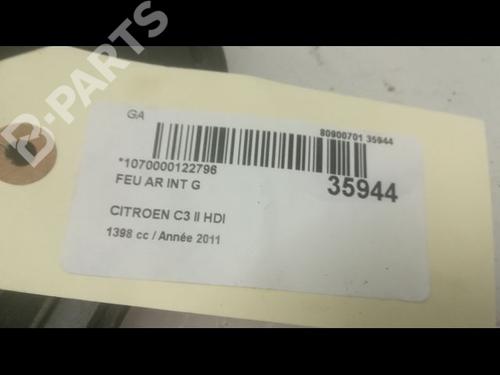 D-PARTS
GA
80900701 35944
*1070000122796
FEU AR INT G
35944
CITROEN C3 II HDI
1398 cc / Année 2011